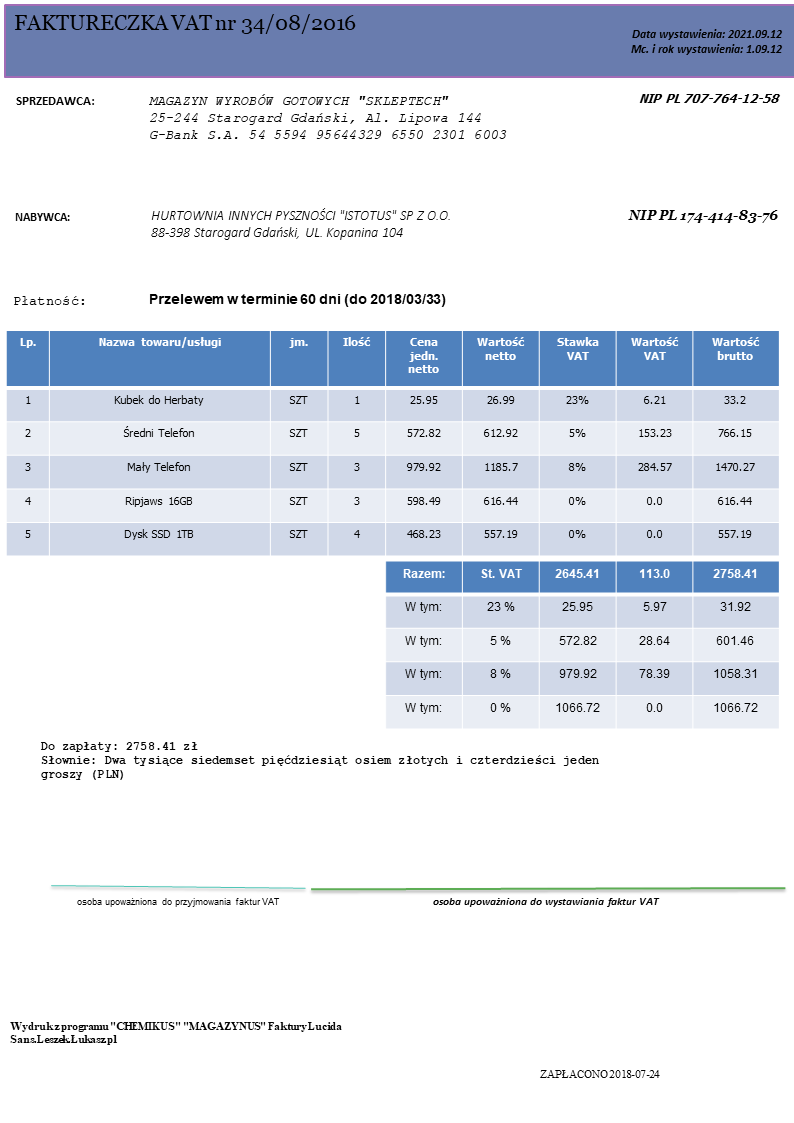 FAKTURECZKA VAT nr 34/08/2016
Data wystawienia: 2021.09.12
Mc. i rok wystawienia: 1.09.12
SPRZEDAWCA:
MAGAZYN WYROBÓW GOTOWYCH "SKLEPTECH"
25-244 Starogard Gdański, Al. Lipowa 144
G-Bank S.A. 54 5594 95644329 6550 2301 6003
NIP PL 707-764-12-58
NABYWCA:
HURTOWNIA INNYCH PYSZNOŚCI "ISTOTUS" SP Z O.O.
88-398 Starogard Gdański, UL. Kopanina 104
NIP PL 174-414-83-76
Płatność: Przelewem w terminie 60 dni (do 2018/03/33)
Lp. Nazwa towaru/usługi jm. Ilość Cena jedn. netto Wartość netto Stawka VAT Wartość VAT Wartość brutto
1 Kubek do Herbaty SZT 1 25.95 26.99 23% 6.21 33.2
2 Średni Telefon SZT 5 572.82 612.92 5% 153.23 766.15
3 Mały Telefon SZT 3 979.92 1185.7 8% 284.57 1470.27
4 Ripjaws 16GB SZT 3 598.49 616.44 0% 0.0 616.44
5 Dysk SSD 1TB SZT 4 468.23 557.19 0% 0.0 557.19
Razem: St. VAT 2645.41 113.0 2758.41
W tym: 23 % 25.95 5.97 31.92
W tym: 5 % 572.82 28.64 601.46
W tym: 8 % 979.92 78.39 1058.31
W tym: 0 % 1066.72 0.0 1066.72
Do zapłaty: 2758.41 zł
Słownie: Dwa tysiące siedemset pięćdziesiąt osiem złotych i czterdzieści jeden
groszy (PLN)
osoba upoważniona do przyjmowania faktur VAT
osoba upoważniona do wystawiania faktur VAT
Wydruk z programu "CHEMIKUS" "MAGAZYNUS" Faktury Lucida
Sans.Leszek.Lukasz.pl
ZAPŁACONO 2018-07-24